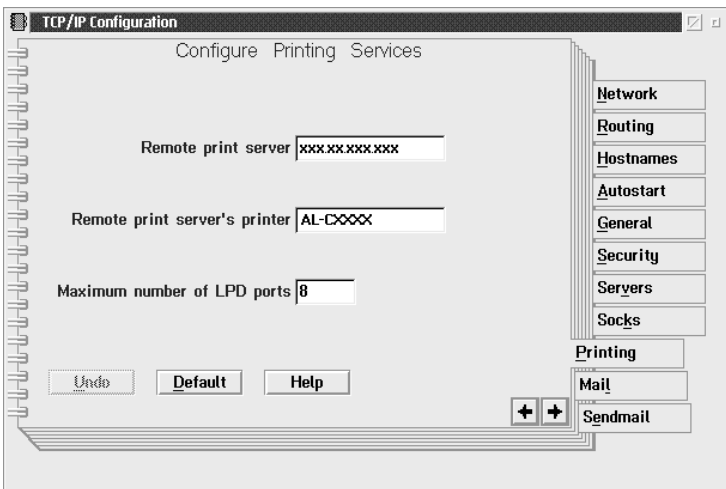 TCP/IP Configuration
Configure Printing Services
Network
Routing
Remote print server xxx.xx.xxx.xxx
Hostnames
Autostart
Remote print server's printer AL-CXXXX
General
Security
Maximum number of LPD ports 8
Servers
Socks
Printing
Undo Default Help
Mail
Sendmail